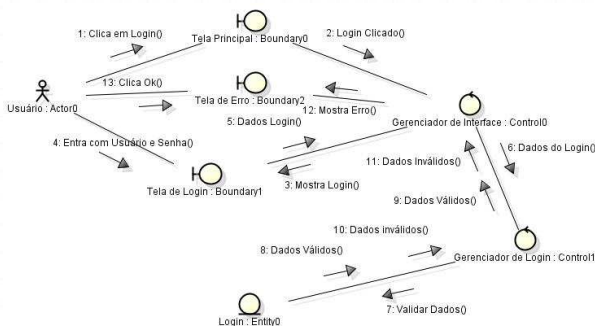 1: Clica em Login()
Tela Principal : Boundary0
2: Login Clicado()
13: Clica Ok()
Usuário : Actor0
Tela de Erro : Boundary2
12: Mostra Erro()
5: Dados Login()
Gerenciador de Interface : Control0
4: Entra com Usuário e Senha()
6: Dados do Login()
11: Dados Inválidos()
3: Mostra Login()
Tela de Login : Boundary1
9: Dados Válidos()
10: Dados inválidos()
8: Dados Válidos()
Gerenciador de Login : Control1
7: Validar Dados()
Login : Entity0